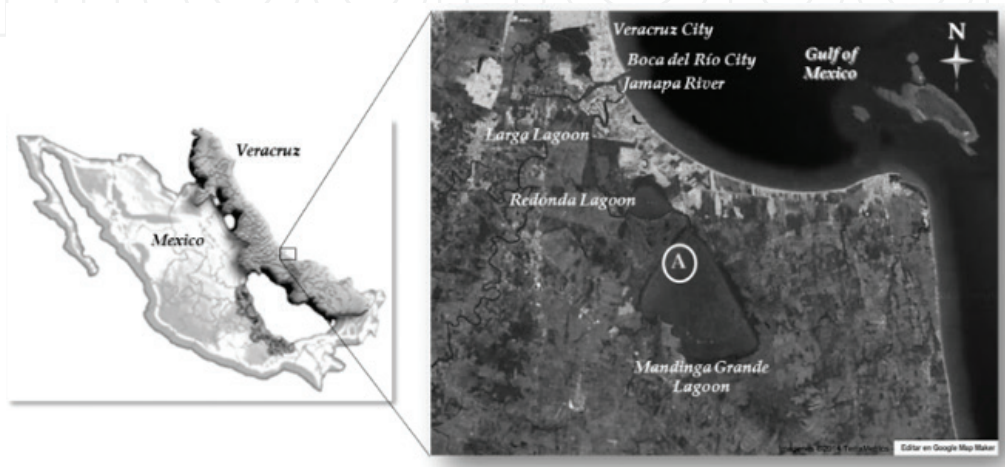 Veracruz
Mexico
Veracruz City
Boca del Río City
Jamapa River
Gulf of
Mexico
N
Larga Lagoon
Redonda Lagoon
A
Mandinga Grande
Lagoon
Editar en Google Map Maker